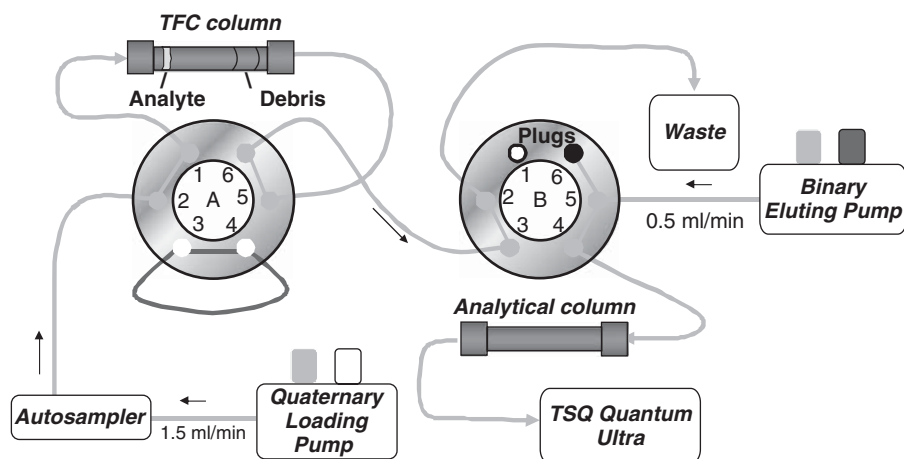 TFC column
Analyte
Debris
Plugs
Waste
1 6
2 A 5
3 4
1 6
2 B 5
3 4
Binary
Eluting Pump
0.5 ml/min
Analytical column
Autosampler
1.5 ml/min
Quaternary
Loading
Pump
TSQ Quantum
Ultra